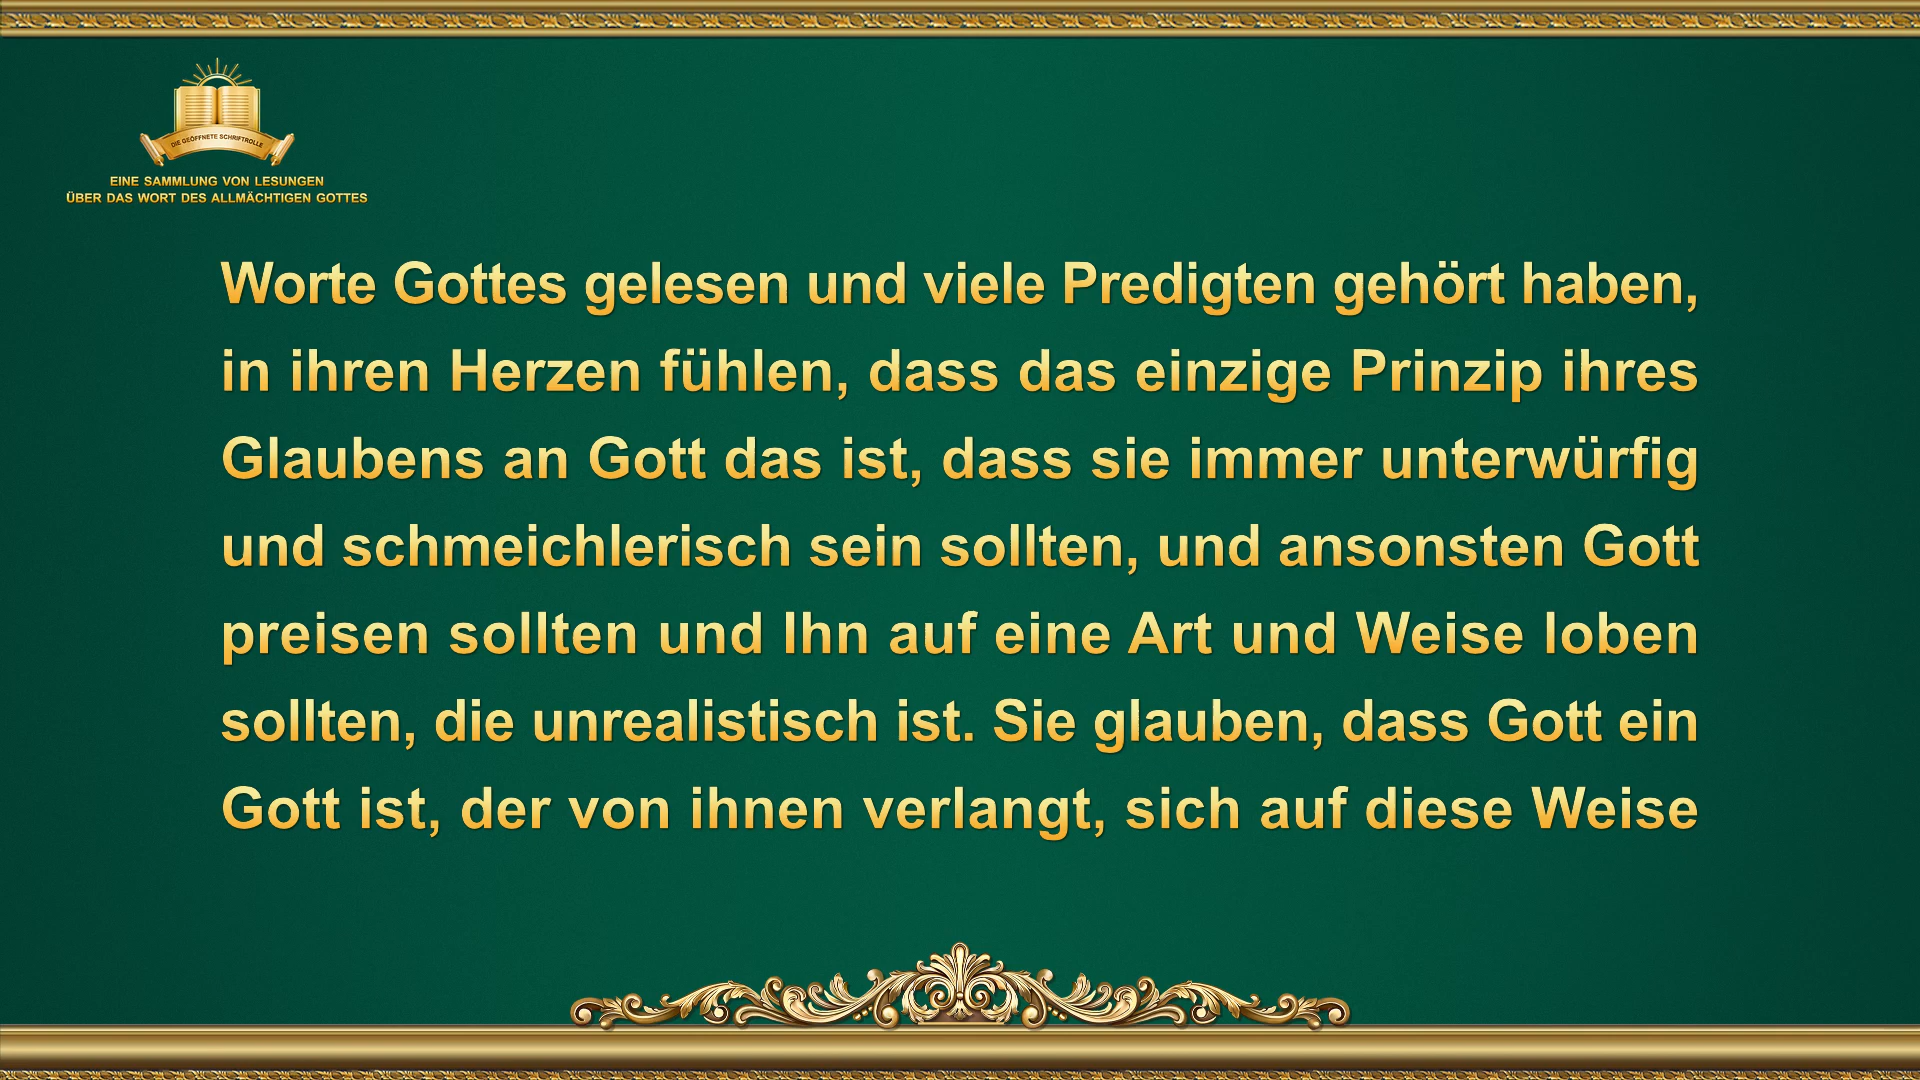 DIE GEÖFFNETE SCHRIFTROLLE
EINE SAMMLUNG VON LESUNGEN
ÜBER DAS WORT DES ALLMÄCHTIGEN GOTTES
Worte Gottes gelesen und viele Predigten gehört haben,
in ihren Herzen fühlen, dass das einzige Prinzip ihres
Glaubens an Gott das ist, dass sie immer unterwürfig
und schmeichlerisch sein sollten, und ansonsten Gott
preisen sollten und Ihn auf eine Art und Weise loben
sollten, die unrealistisch ist. Sie glauben, dass Gott ein
Gott ist, der von ihnen verlangt, sich auf diese Weise